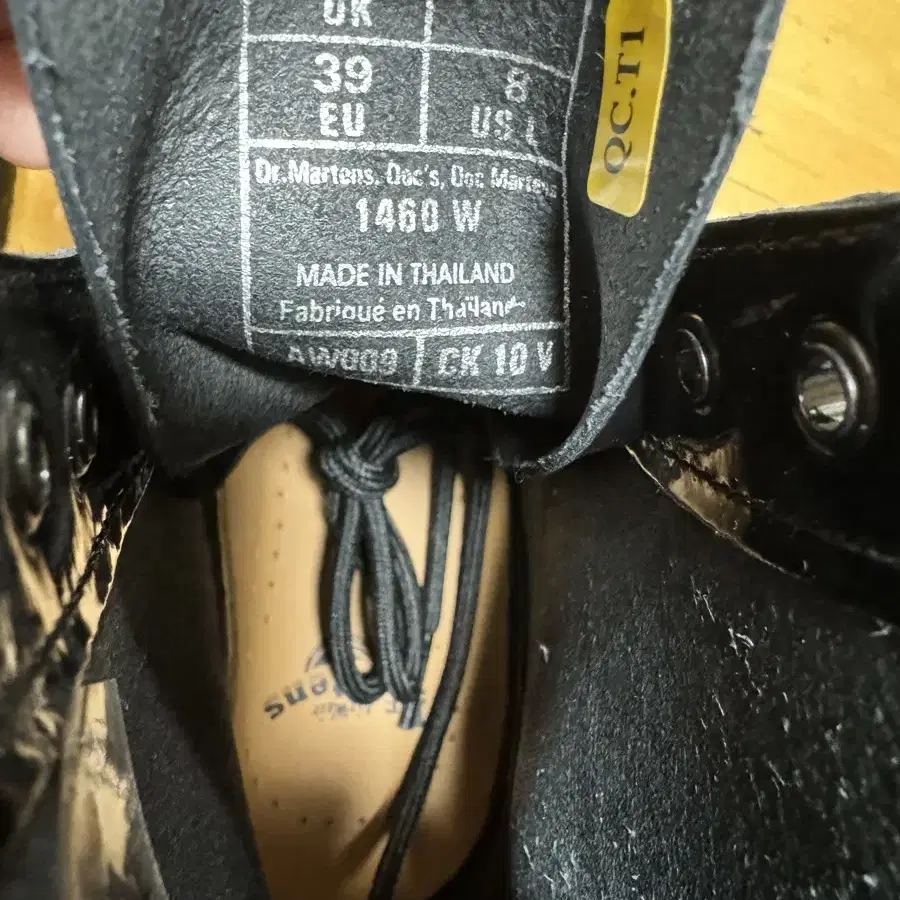 UK
39 EU
8 US L
QC.T1
Dr.Martens, Doc's, Doc Martens
1460 W
MADE IN THAILAND
Fabriqué en Thaïland
AW009 CK 10 V